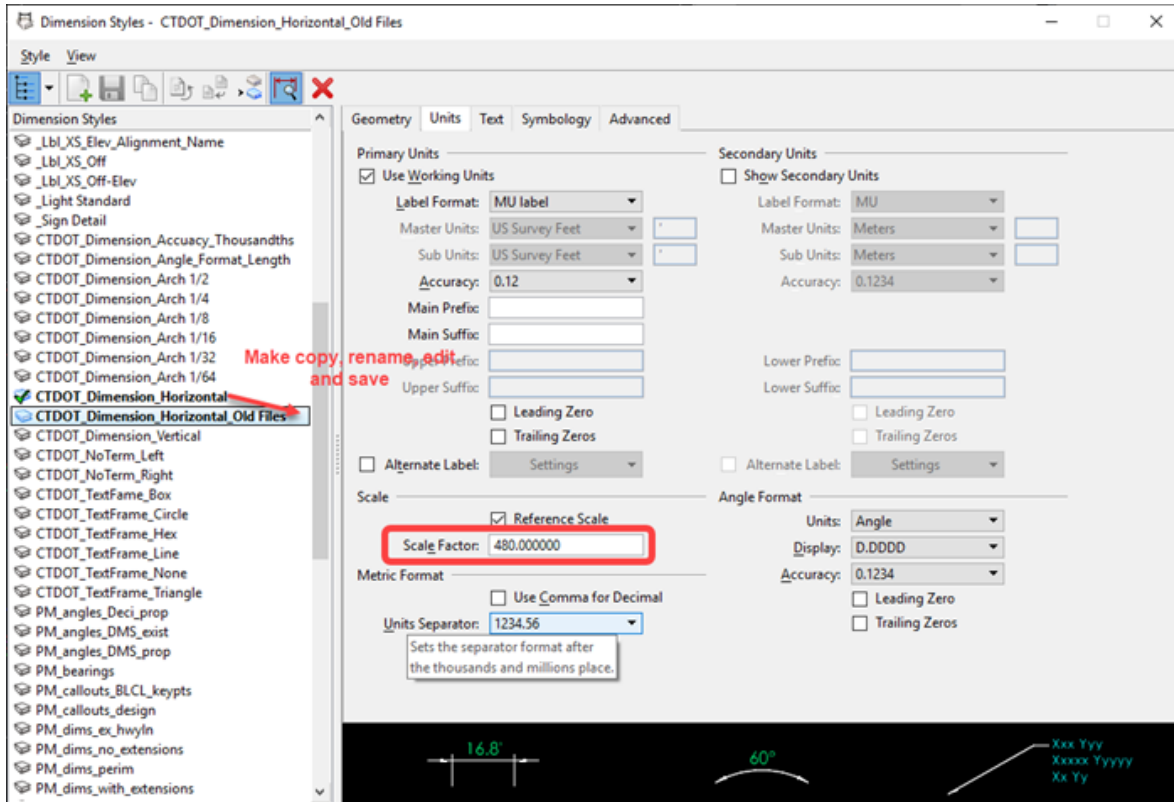 Dimension Styles - CTDOT_Dimension_Horizontal_Old Files
Style View
Dimension Styles
_Lbl_XS_Elev_Alignment_Name
_Lbl_XS_Off
_Lbl_XS_Off-Elev
_Light Standard
_Sign Detail
CTDOT_Dimension_Accuacy_Thousandths
CTDOT_Dimension_Angle_Format_Length
CTDOT_Dimension_Arch 1/2
CTDOT_Dimension_Arch 1/4
CTDOT_Dimension_Arch 1/8
CTDOT_Dimension_Arch 1/16
CTDOT_Dimension_Arch 1/32
CTDOT_Dimension_Arch 1/64
CTDOT_Dimension_Horizontal
CTDOT_Dimension_Horizontal_Old Files
CTDOT_Dimension_Vertical
CTDOT_NoTerm_Left
CTDOT_NoTerm_Right
CTDOT_TextFame_Box
CTDOT_TextFrame_Circle
CTDOT_TextFrame_Hex
CTDOT_TextFrame_Line
CTDOT_TextFrame_None
CTDOT_TextFrame_Triangle
PM_angles_Deci_prop
PM_angles_DMS_exist
PM_angles_DMS_prop
PM_bearings
PM_callouts_BLCL_keypts
PM_callouts_design
PM_dims_ex_hwyln
PM_dims_no_extensions
PM_dims_perim
PM_dims_with_extensions
Make copy, rename, edit
and save
Geometry Units Text Symbology Advanced
Primary Units
Use Working Units
Label Format: MU label
Master Units: US Survey Feet '
Sub Units: US Survey Feet '
Accuracy: 0.12
Main Prefix:
Main Suffix:
Upper Prefix:
Upper Suffix:
Leading Zero
Trailing Zeros
Alternate Label: Settings
Scale
Reference Scale
Scale Factor: 480.000000
Metric Format
Use Comma for Decimal
Units Separator: 1234.56
Sets the separator format after
the thousands and millions place.
Secondary Units
Show Secondary Units
Label Format: MU
Master Units: Meters
Sub Units: Meters
Accuracy: 0.1234
Lower Prefix:
Lower Suffix:
Leading Zero
Trailing Zeros
Alternate Label: Settings
Angle Format
Units: Angle
Display: D.DDDD
Accuracy: 0.1234
Leading Zero
Trailing Zeros
16.8'
60°
Xxx Yyy
Xxxxx Yyyyy
Xx Yy